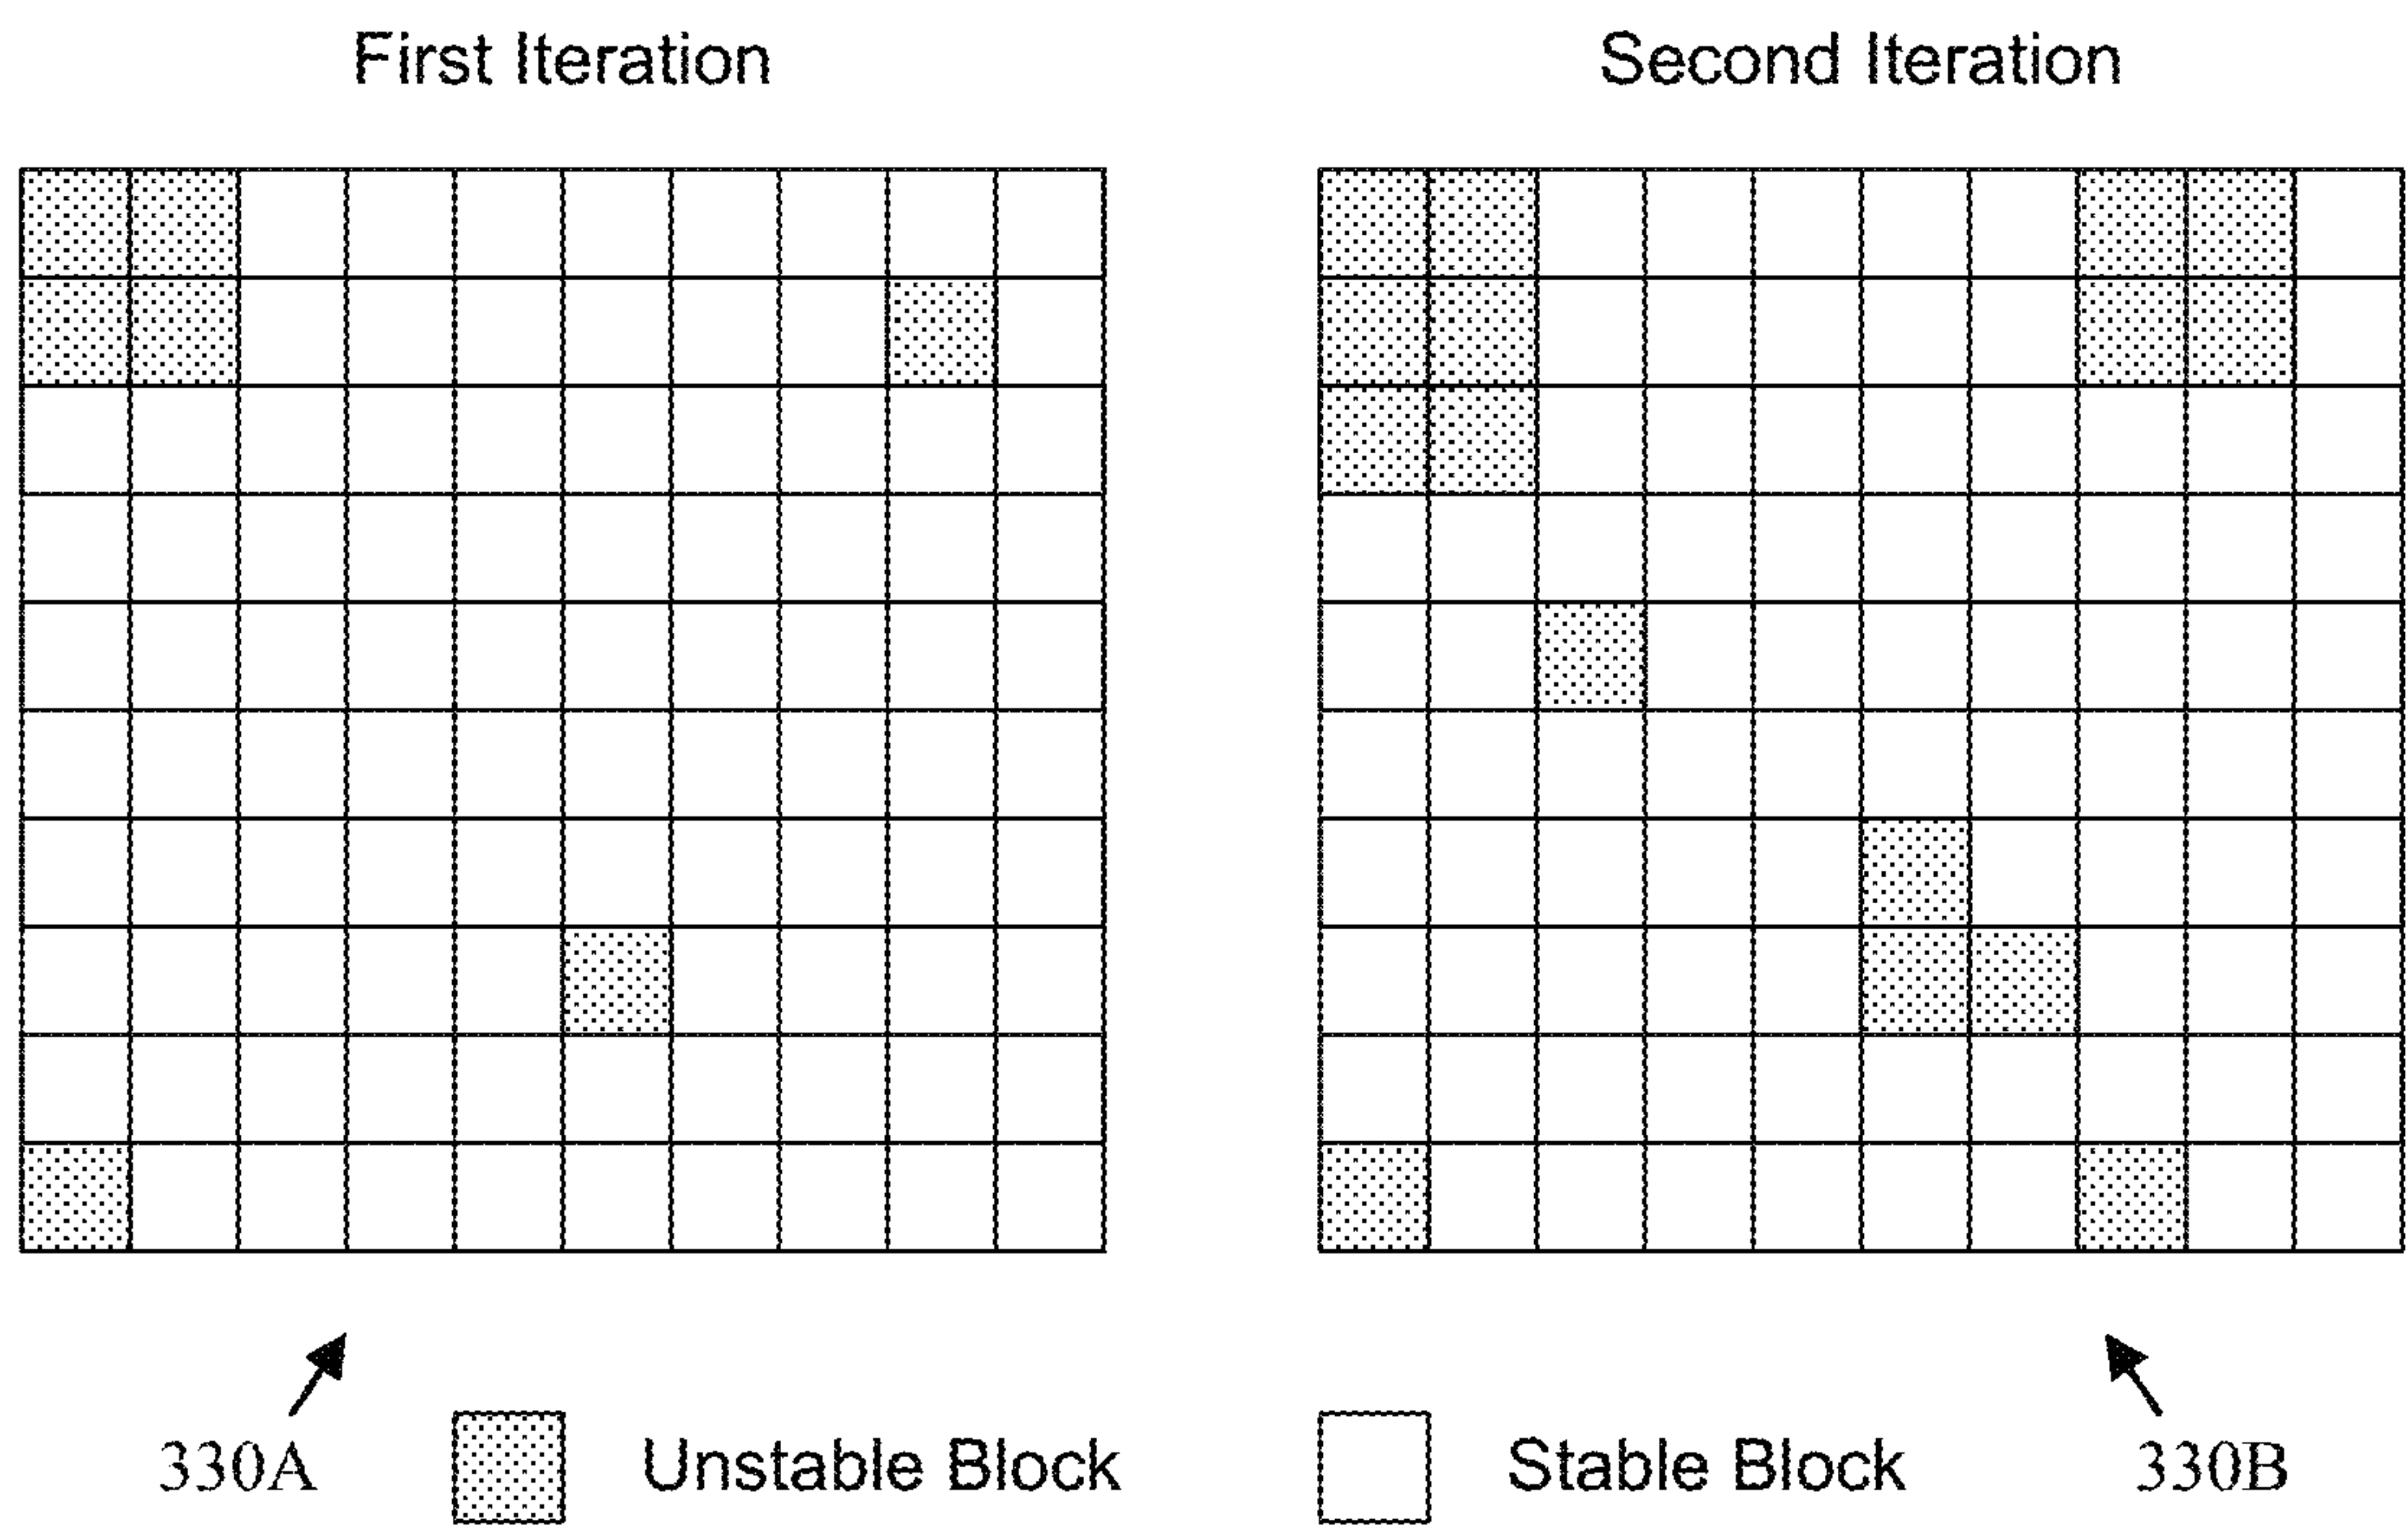 First Iteration
Second Iteration
330A
Unstable Block
Stable Block
330B